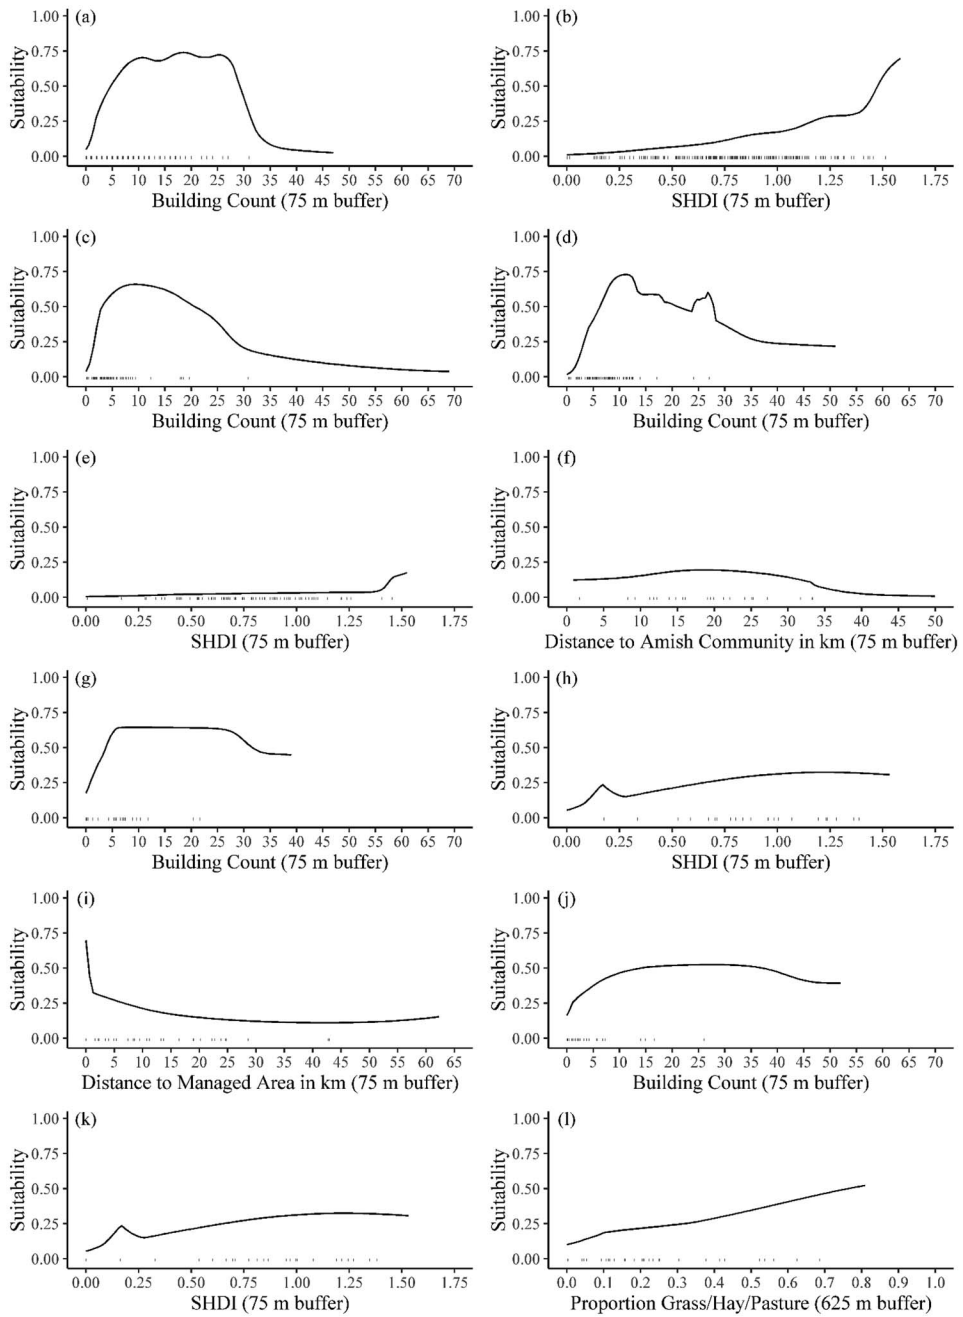 (a)
Suitability
1.00
0.75
0.50
0.25
0.00
0 5 10 15 20 25 30 35 40 45 50 55 60 65 70
Building Count (75 m buffer)
(b)
Suitability
1.00
0.75
0.50
0.25
0.00
0.00 0.25 0.50 0.75 1.00 1.25 1.50 1.75
SHDI (75 m buffer)
(c)
Suitability
1.00
0.75
0.50
0.25
0.00
0 5 10 15 20 25 30 35 40 45 50 55 60 65 70
Building Count (75 m buffer)
(d)
Suitability
1.00
0.75
0.50
0.25
0.00
0 5 10 15 20 25 30 35 40 45 50 55 60 65 70
Building Count (75 m buffer)
(e)
Suitability
1.00
0.75
0.50
0.25
0.00
0.00 0.25 0.50 0.75 1.00 1.25 1.50 1.75
SHDI (75 m buffer)
(f)
Suitability
1.00
0.75
0.50
0.25
0.00
0 5 10 15 20 25 30 35 40 45 50
Distance to Amish Community in km (75 m buffer)
(g)
Suitability
1.00
0.75
0.50
0.25
0.00
0 5 10 15 20 25 30 35 40 45 50 55 60 65 70
Building Count (75 m buffer)
(h)
Suitability
1.00
0.75
0.50
0.25
0.00
0.00 0.25 0.50 0.75 1.00 1.25 1.50 1.75
SHDI (75 m buffer)
(i)
Suitability
1.00
0.75
0.50
0.25
0.00
0 5 10 15 20 25 30 35 40 45 50 55 60 65
Distance to Managed Area in km (75 m buffer)
(j)
Suitability
1.00
0.75
0.50
0.25
0.00
0 5 10 15 20 25 30 35 40 45 50 55 60 65 70
Building Count (75 m buffer)
(k)
Suitability
1.00
0.75
0.50
0.25
0.00
0.00 0.25 0.50 0.75 1.00 1.25 1.50 1.75
SHDI (75 m buffer)
(l)
Suitability
1.00
0.75
0.50
0.25
0.00
0.0 0.1 0.2 0.3 0.4 0.5 0.6 0.7 0.8 0.9 1.0
Proportion Grass/Hay/Pasture (625 m buffer)